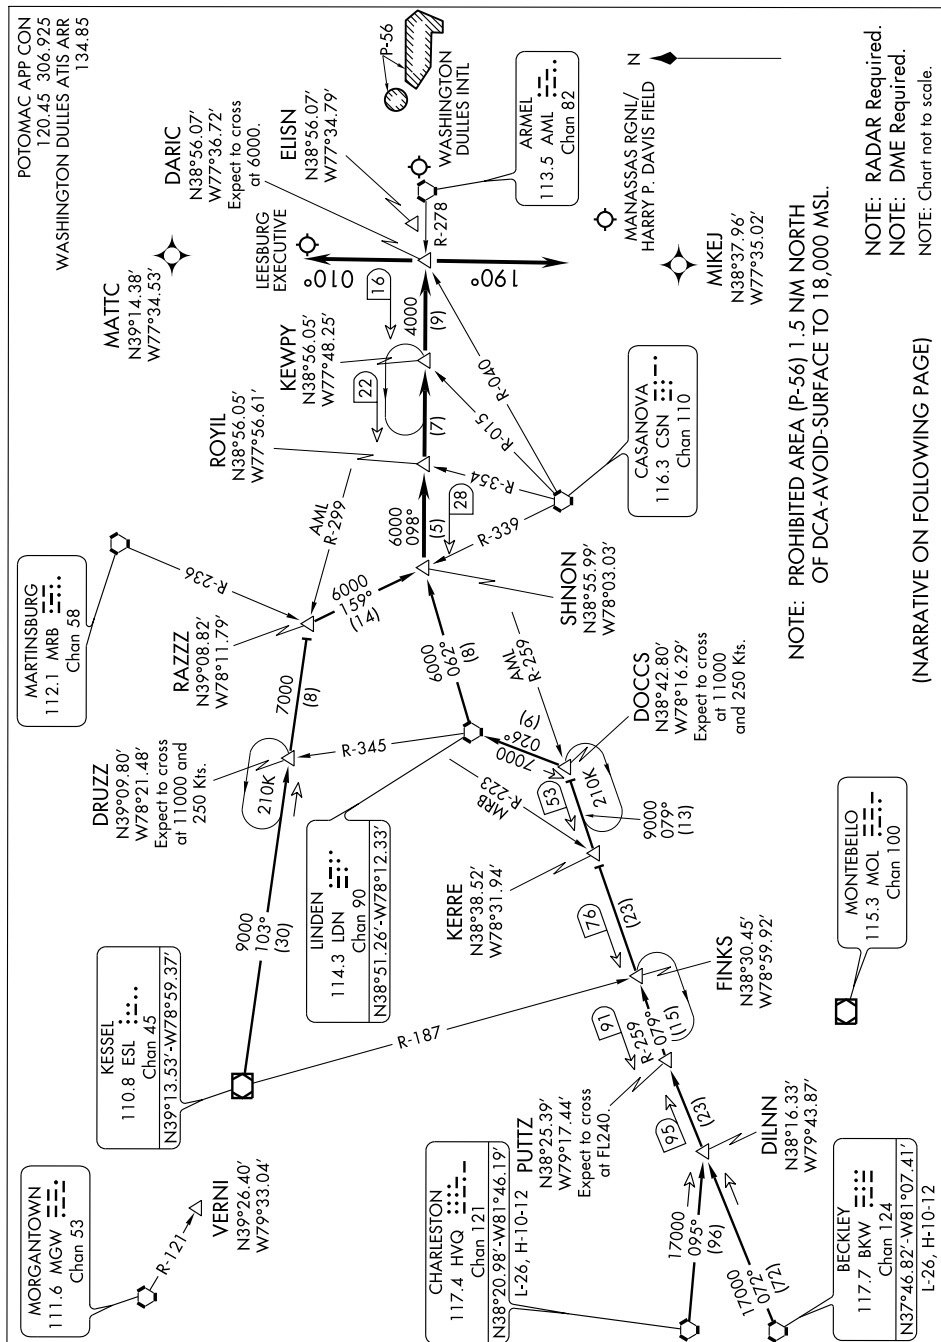 POTOMAC APP CON
120.45 306.925
WASHINGTON DULLES ATIS ARR
134.85
MORGANTOWN
111.6 MGW
Chan 53
R-121
VERNI
N39°26.40'
W79°33.04'
KESSEL
110.8 ESL
Chan 45
N39°13.53'-W78°59.37'
9000
103°
(30)
R-187
DRUZZ
N39°09.80'
W78°21.48'
Expect to cross
at 11000 and
250 Kts.
210K
7000
(8)
R-345
MARTINSBURG
112.1 MRB
Chan 58
R-236
RAZZZ
N39°08.82'
W78°11.79'
6000
159°
(14)
AML
R-299
ROYIL
N38°56.05'
W77°56.61'
KEWPY
N38°56.05'
W77°48.25'
22
16
MATTC
N39°14.38'
W77°34.53'
DARIC
N38°56.07'
W77°36.72'
Expect to cross
at 6000.
ELISN
N38°56.07'
W77°34.79'
P-56
LEESBURG
EXECUTIVE
010°
190°
R-278
WASHINGTON
DULLES INTL
ARMEL
113.5 AML
Chan 82
N
MANASSAS RGNL/
HARRY P. DAVIS FIELD
MIKEJ
N38°37.96'
W77°35.02'
4000
(9)
(7)
6000
098°
(5)
28
R-339
R-354
R-015
R-040
CASANOVA
116.3 CSN
Chan 110
SHNON
N38°55.99'
W78°03.03'
6000
062°
(8)
LINDEN
114.3 LDN
Chan 90
N38°51.26'-W78°12.33'
7000
026°
(9)
AML
R-259
MRB
R-223
DOCCS
N38°42.80'
W78°16.29'
Expect to cross
at 11000
and 250 Kts.
53
210K
9000
079°
(13)
KERRE
N38°38.52'
W78°31.94'
(23)
76
FINKS
N38°30.45'
W78°59.92'
R-259
079°
(15)
91
PUTTZ
N38°25.39'
W79°17.44'
Expect to cross
at FL240.
(23)
95
DILNN
N38°16.33'
W79°43.87'
CHARLESTON
117.4 HVQ
Chan 121
N38°20.98'-W81°46.19'
L-26, H-10-12
17000
095°
(96)
17000
072°
(72)
BECKLEY
117.7 BKW
Chan 124
N37°46.82'-W81°07.41'
L-26, H-10-12
MONTEBELLO
115.3 MOL
Chan 100
NOTE: PROHIBITED AREA (P-56) 1.5 NM NORTH
OF DCA-AVOID-SURFACE TO 18,000 MSL.
NOTE: RADAR Required.
NOTE: DME Required.
NOTE: Chart not to scale.
(NARRATIVE ON FOLLOWING PAGE)